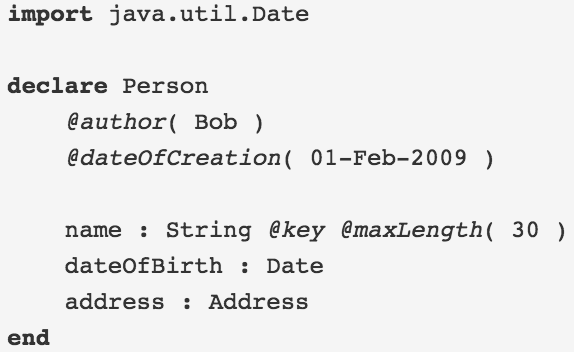 import java.util.Date
declare Person
@author( Bob )
@dateOfCreation( 01-Feb-2009 )
name : String @key @maxLength( 30 )
dateOfBirth : Date
address : Address
end